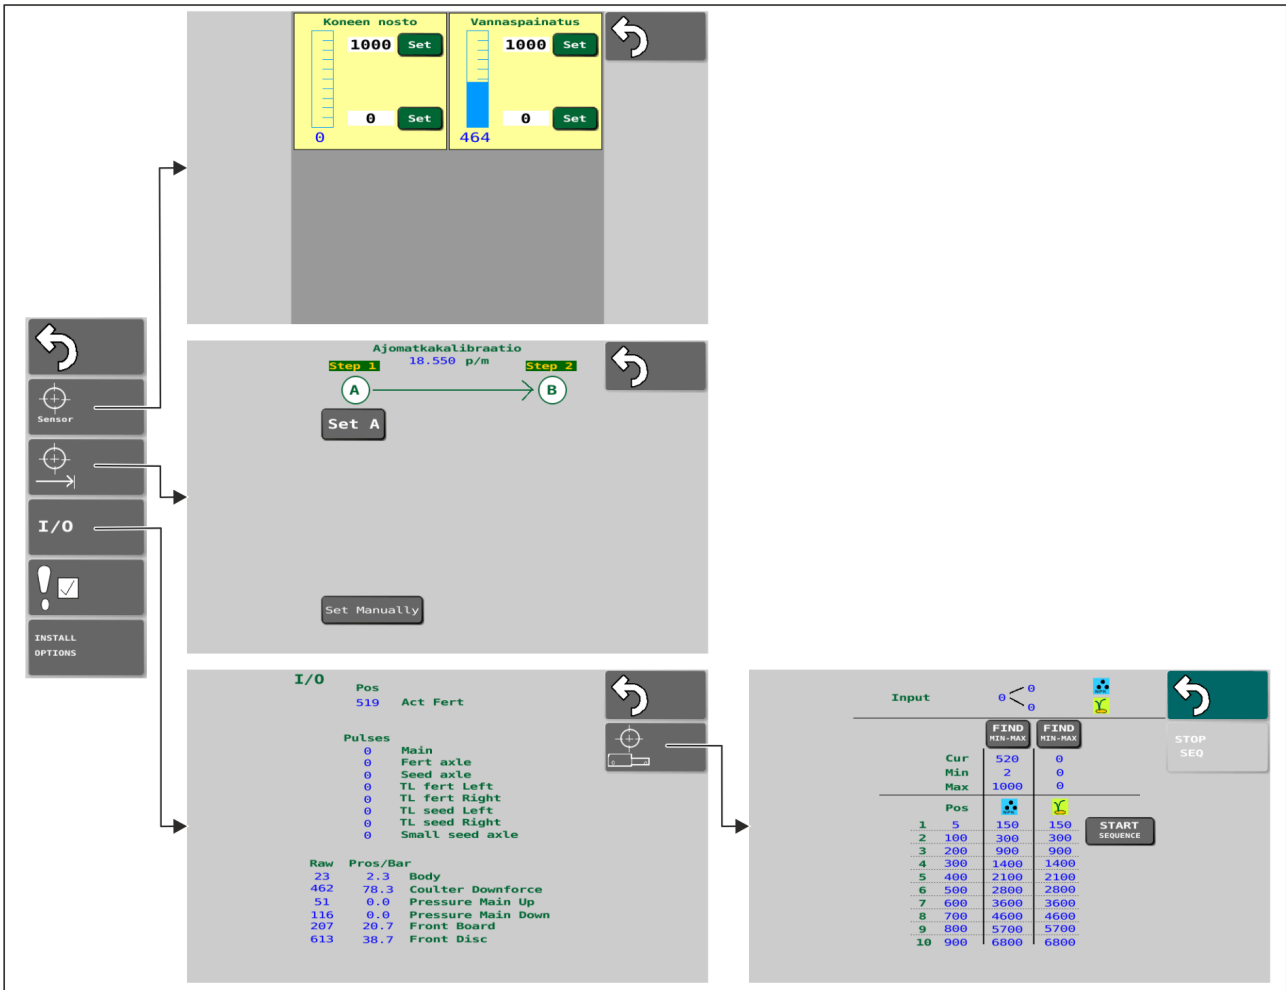 Koneen nosto
1000 Set
0 Set
0
Vannaspainatus
1000 Set
0 Set
464
Sensor
I/O
INSTALL
OPTIONS
Ajomatkakalibraatio
Step 1 18.550 p/m Step 2
A B
Set A
Set Manually
I/O
Pos
519 Act Fert
Pulses
0 Main
0 Fert axle
0 Seed axle
0 TL fert Left
0 TL fert Right
0 TL seed Left
0 TL seed Right
0 Small seed axle
Raw Pros/Bar
23 2.3 Body
462 78.3 Coulter Downforce
51 0.0 Pressure Main Up
116 0.0 Pressure Main Down
207 20.7 Front Board
613 38.7 Front Disc
Input 0 0
0
STOP
SEQ
FIND FIND
MIN-MAX MIN-MAX
Cur 520 0
Min 2 0
Max 1000 0
Pos
1 5 150 150
2 100 300 300
3 200 900 900
4 300 1400 1400
5 400 2100 2100
6 500 2800 2800
7 600 3600 3600
8 700 4600 4600
9 800 5700 5700
10 900 6800 6800
START
SEQUENCE